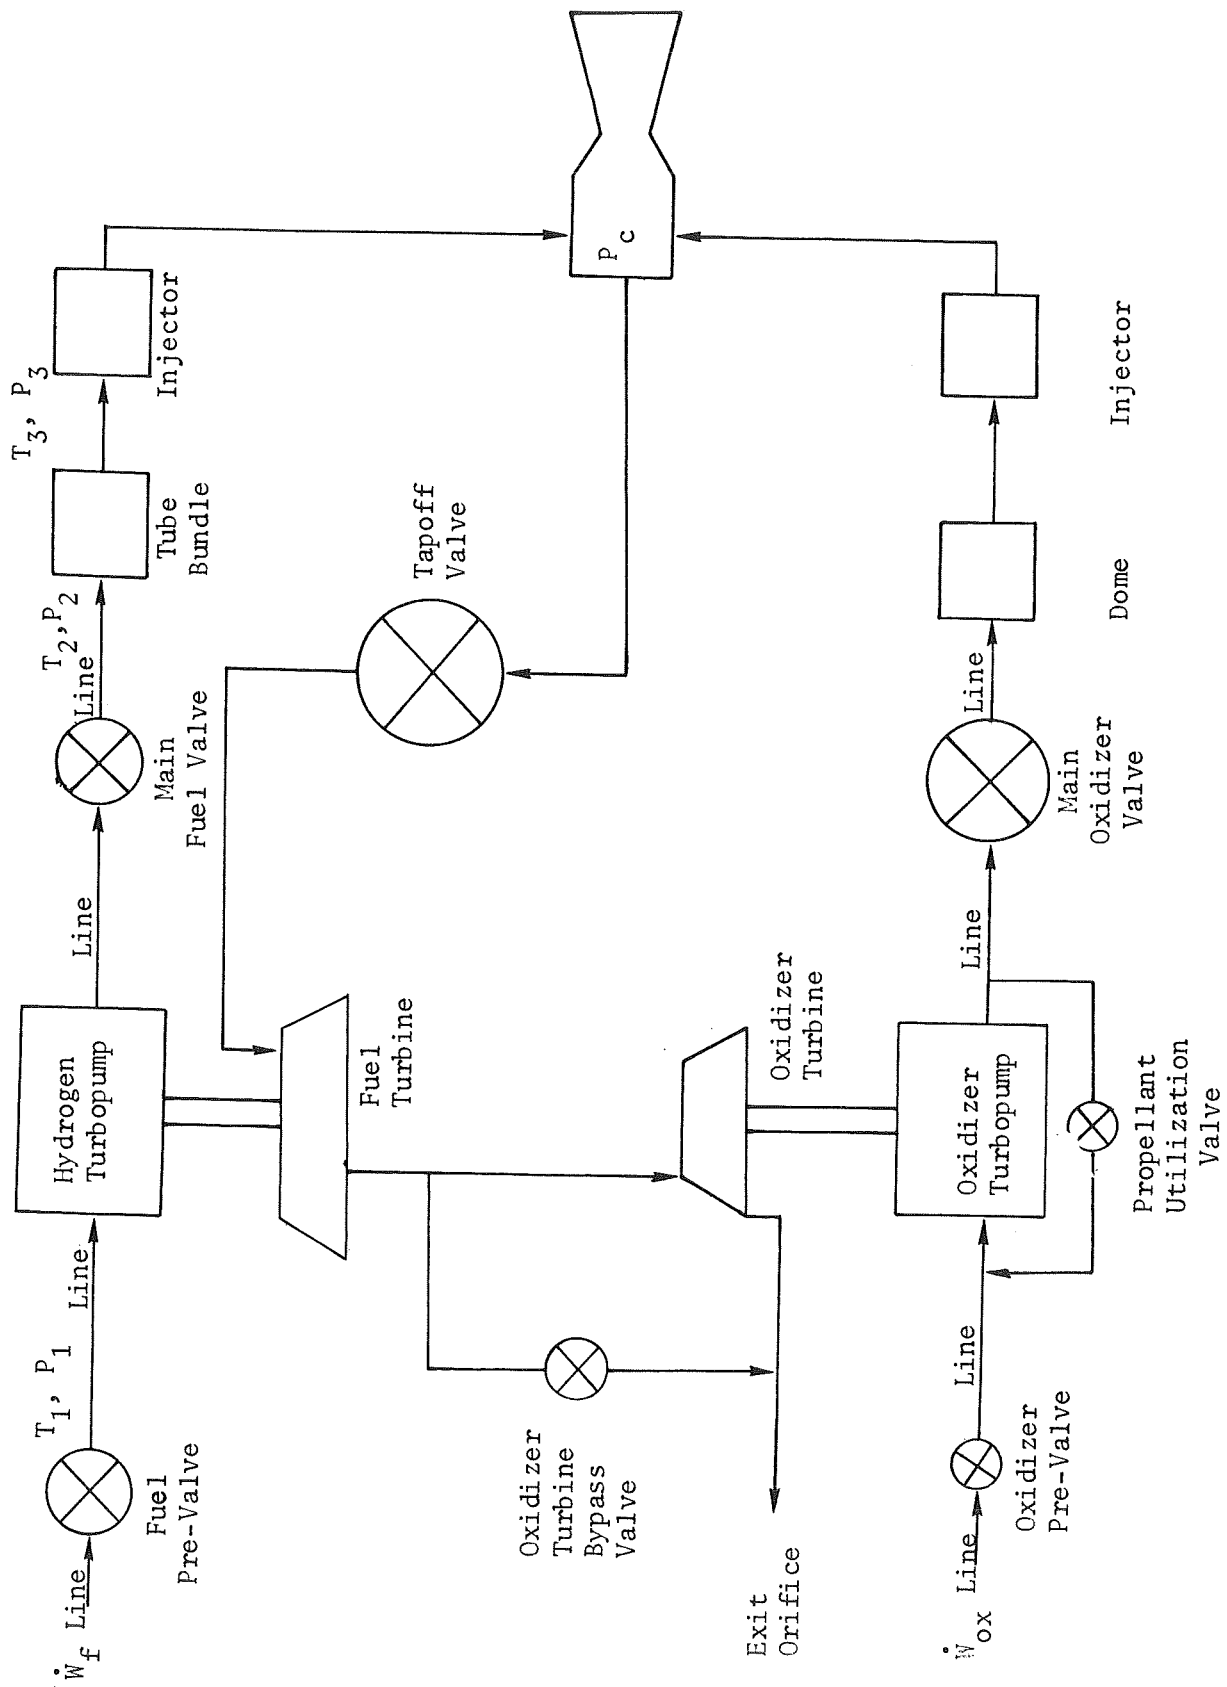 Ẇf Line
Fuel
Pre-Valve
T1, P1
Line
Hydrogen
Turbopump
Line
Main
Fuel Valve
Line
T2, P2
Tube
Bundle
T3, P3
Injector
Pc
Tapoff
Valve
Fuel
Turbine
Oxidizer
Turbine
Oxidizer
Turbine
Bypass
Valve
Exit
Orifice
Ẇox Line
Oxidizer
Pre-Valve
Line
Oxidizer
Turbopump
Propellant
Utilization
Valve
Line
Main
Oxidizer
Valve
Line
Dome
Injector